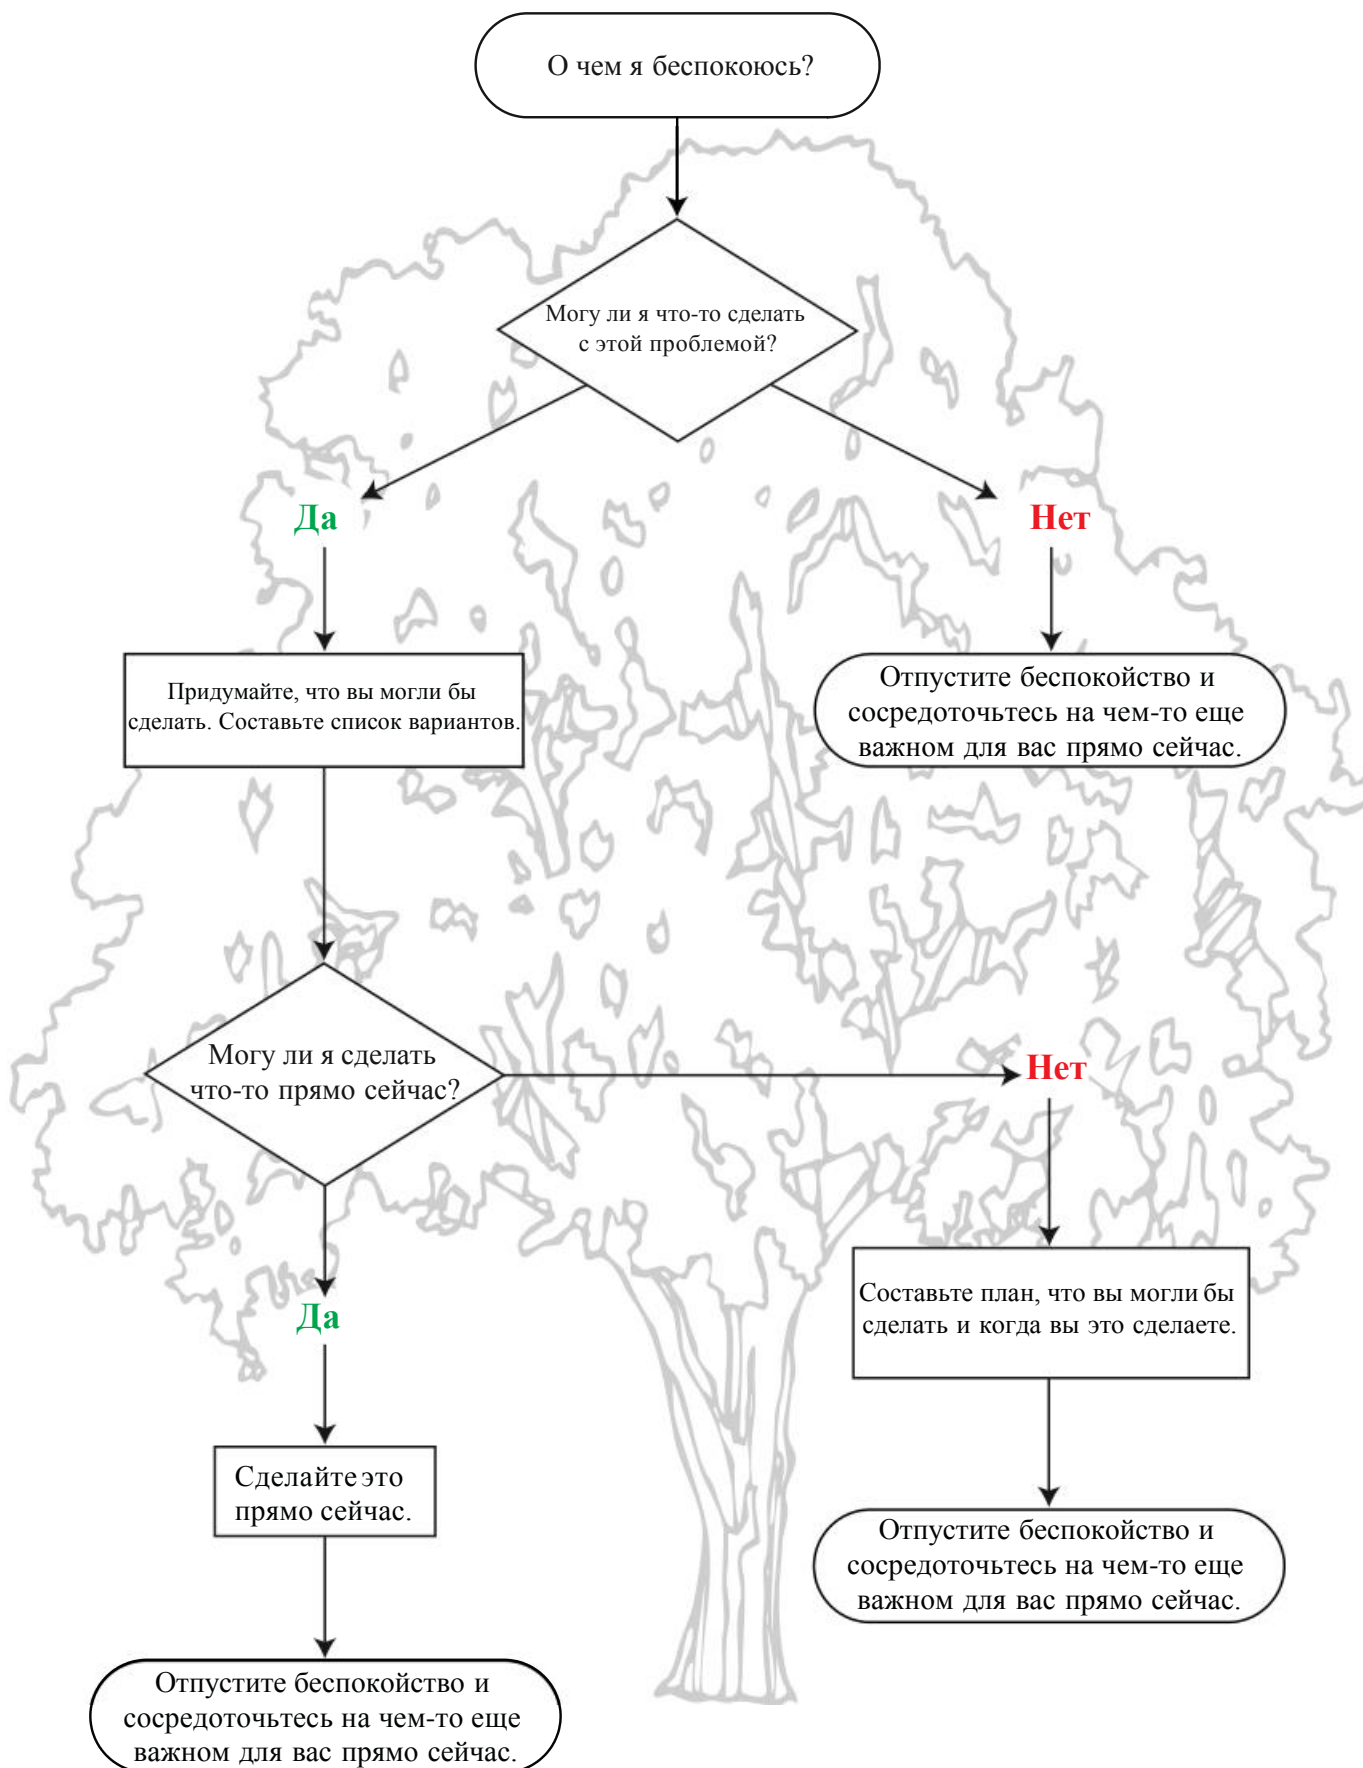 О чем я беспокоюсь?
Могу ли я что-то сделать
с этой проблемой?
Да
Нет
Придумайте, что вы могли бы
сделать. Составьте список вариантов.
Отпустите беспокойство и
сосредоточьтесь на чем-то еще
важном для вас прямо сейчас.
Могу ли я сделать
что-то прямо сейчас?
Нет
Да
Составьте план, что вы могли бы
сделать и когда вы это сделаете.
Сделайте это
прямо сейчас.
Отпустите беспокойство и
сосредоточьтесь на чем-то еще
важном для вас прямо сейчас.
Отпустите беспокойство и
сосредоточьтесь на чем-то еще
важном для вас прямо сейчас.